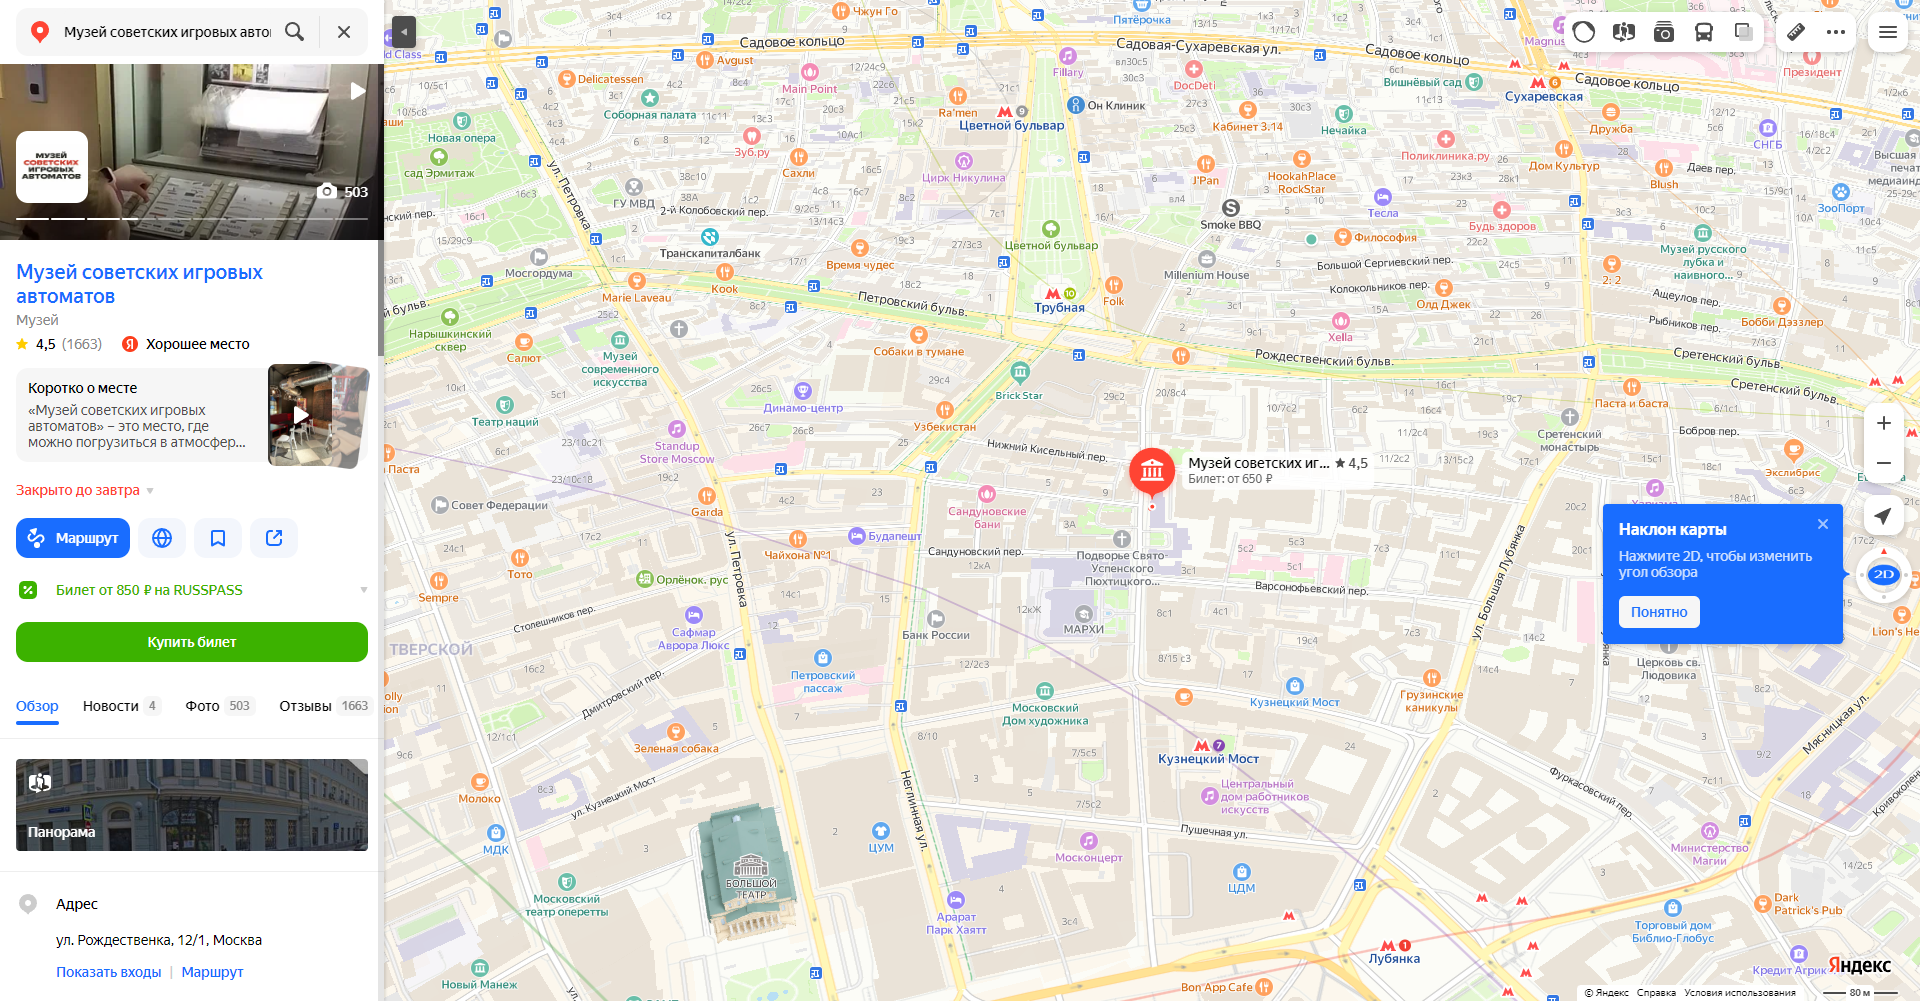 Музей советских игровых авто
МУЗЕЙ
СОВЕТСКИХ
ИГРОВЫХ
АВТОМАТОВ
503
Музей советских игровых
автоматов
Музей
4,5 (1663) Хорошее место
Коротко о месте
«Музей советских игровых
автоматов» – это место, где
можно погрузиться в атмосфер...
Закрыто до завтра
Маршрут
Билет от 850 ₽ на RUSSPASS
Купить билет
Обзор Новости 4 Фото 503 Отзывы 1663
Панорама
Адрес
ул. Рождественка, 12/1, Москва
Показать входы | Маршрут
Чжун Го
Пятёрочка
Садовое кольцо
Садовая-Сухаревская ул.
Садовое кольцо
Садовое кольцо
Avgust
Delicatessen
Main Point
Fillary
DocDeti
Вишнёвый сад
Сухаревская
6
Президент
Новая опера
Соборная палата
Ra'men
Цветной бульвар
9
Он Клиник
Кабинет 3.14
Нечайка
Дружба
СНГБ
сад Эрмитаж
Зуб.ру
Сахли
Цирк Никулина
J'Pan
HookahPlace
RockStar
Поликлиника.ру
Дом Культур
Blush
Даев пер.
ЗооПорт
ул. Петровка
ГУ МВД
2-й Колобовский пер.
Smoke BBQ
Тесла
Будь здоров
Транскапиталбанк
Мосгордума
Время чудес
Цветной бульвар
Философия
Музей русского
лубка и
наивного...
Millenium House
Большой Сергиевский пер.
Marie Laveau
Kook
Петровский бульв.
Трубная
10
Folk
Колокольников пер.
Олд Джек
2: 2
Ащеулов пер.
Бобби Дэззлер
Рыбников пер.
Нарышкинский
сквер
Салют
Музей
современного
искусства
Собаки в тумане
Xella
Рождественский бульв.
Сретенский бульв.
Сретенский бульв.
Театр наций
Динамо-центр
Brick Star
Узбекистан
Паста и баста
Standup
Store Moscow
Нижний Кисельный пер.
Музей советских иг... 4,5
Билет: от 650 ₽
Сретенский
монастырь
Бобров пер.
Экслибрис
Паста
Совет Федерации
Garda
Сандуновские
бани
Чайхона №1
Будапешт
Сандуновский пер.
Подворье Свято-
Успенского
Пюхтицкого...
Варсонофьевский пер.
ул. Большая Лубянка
Наклон карты
Нажмите 2D, чтобы изменить
угол обзора
Понятно
2D
Тото
Sempre
Орлёнок. рус
ул. Петровка
Столешников пер.
Сафмар
Аврора Люкс
Банк России
МАРХИ
ТВЕРСКОЙ
Церковь св.
Людовика
Lion's He
Петровский
пассаж
Дмитровский пер.
Московский
Дом художника
Кузнецкий Мост
Грузинские
каникулы
Мясницкая ул.
Зеленая собака
Кузнецкий Мост
7
Центральный
дом работников
искусств
Фуркасовский пер.
Молоко
ул. Кузнецкий Мост
Неглинная ул.
Пушечная ул.
МДК
ЦУМ
Москонцерт
Министерство
Магии
БОЛЬШОЙ
ТЕАТР
ЦДМ
Московский
театр оперетты
Арарат
Парк Хаятт
Dark
Patrick's Pub
Торговый дом
Библио-Глобус
Лубянка
1
Новый Манеж
Bon App Cafe
Кредит Агрик
Яндекс
© Яндекс Справка Условия использования 80 м